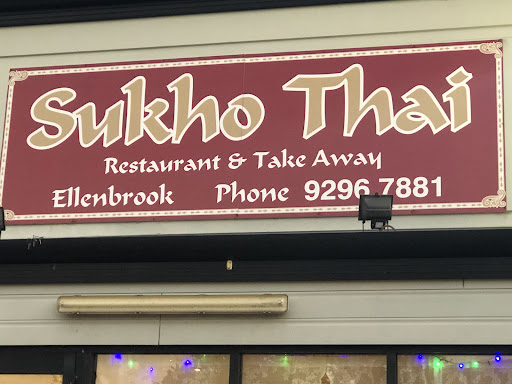 Sukho Thai
Restaurant & Take Away
Ellenbrook Phone 9296 7881